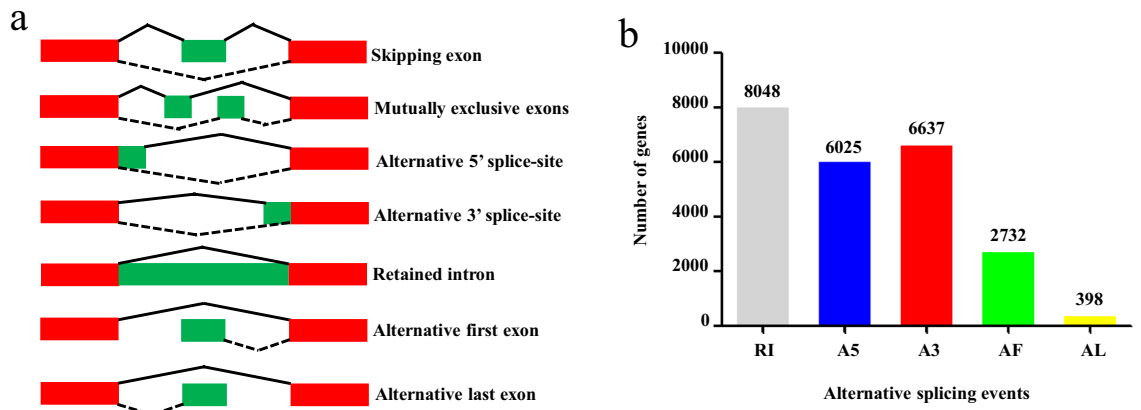 a
Skipping exon
Mutually exclusive exons
Alternative 5' splice-site
Alternative 3' splice-site
Retained intron
Alternative first exon
Alternative last exon
b
Number of genes
10000
8000
6000
4000
2000
0
8048
6025
6637
2732
398
RI A5 A3 AF AL
Alternative splicing events